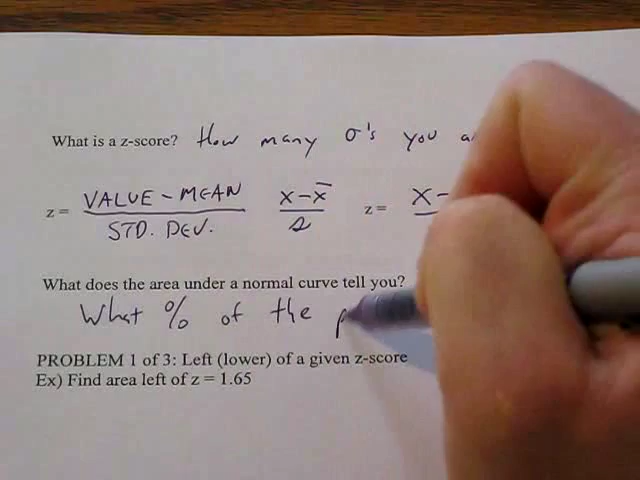 What is a z-score? How many σ's you
z = VALUE - MEAN / STD. DEV. x - x̄ / s z = x -
What does the area under a normal curve tell you?
What % of the
PROBLEM 1 of 3: Left (lower) of a given z-score
Ex) Find area left of z = 1.65